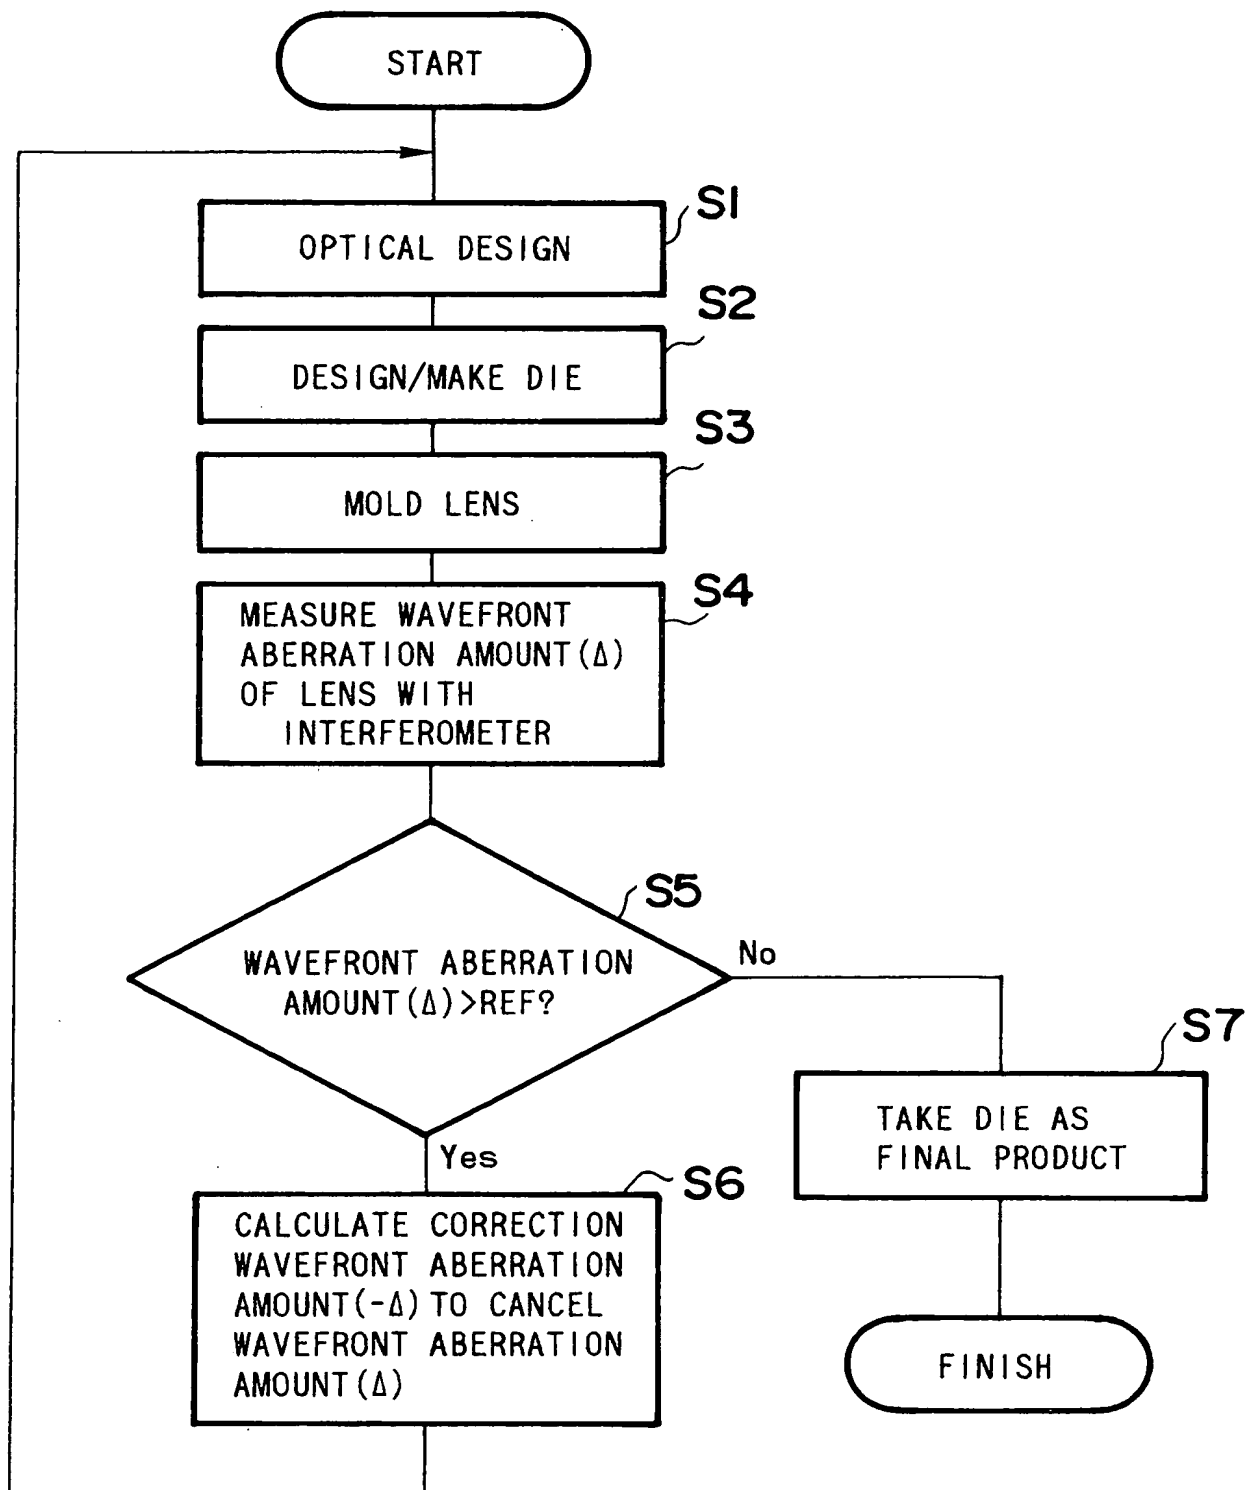 START
S1
OPTICAL DESIGN
S2
DESIGN/MAKE DIE
S3
MOLD LENS
S4
MEASURE WAVEFRONT
ABERRATION AMOUNT(Δ)
OF LENS WITH
INTERFEROMETER
S5
WAVEFRONT ABERRATION
AMOUNT(Δ)>REF?
No
Yes
S7
TAKE DIE AS
FINAL PRODUCT
S6
CALCULATE CORRECTION
WAVEFRONT ABERRATION
AMOUNT(-Δ)TO CANCEL
WAVEFRONT ABERRATION
AMOUNT(Δ)
FINISH